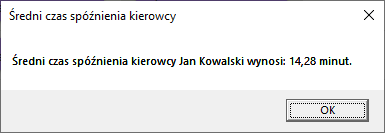 Średni czas spóźnienia kierowcy
Średni czas spóźnienia kierowcy Jan Kowalski wynosi: 14,28 minut.
OK